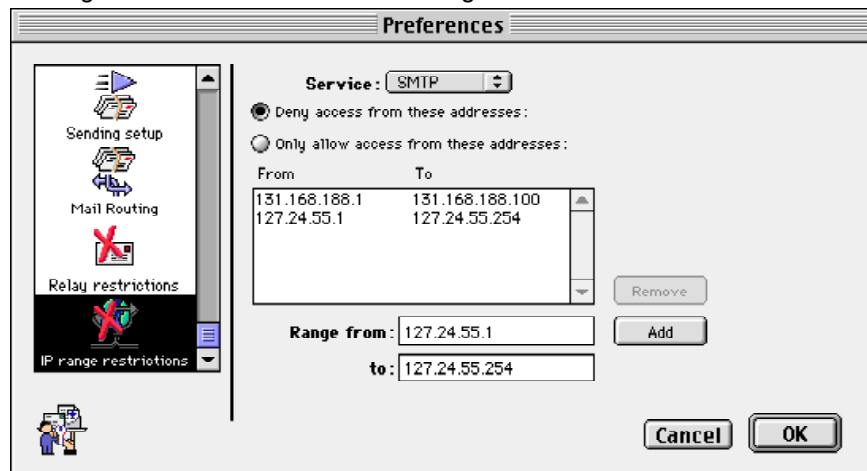 Preferences
Sending setup
Mail Routing
Relay restrictions
IP range restrictions
Service: SMTP
Deny access from these addresses:
Only allow access from these addresses:
From To
131.168.188.1 131.168.188.100
127.24.55.1 127.24.55.254
Remove
Range from: 127.24.55.1 Add
to: 127.24.55.254
Cancel OK